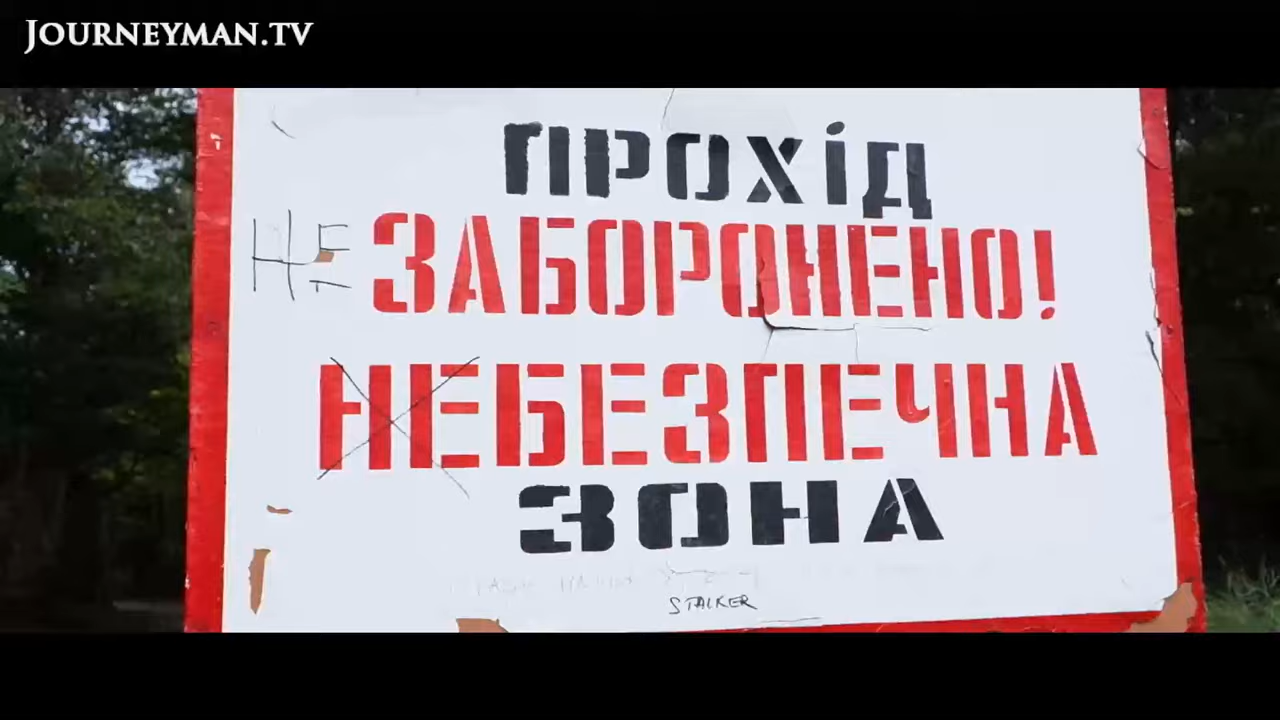 JOURNEYMAN.TV
ПРОХІД
НЕ ЗАБОРОНЕНО!
НЕБЕЗПЕЧНА
ЗОНА
STALKER